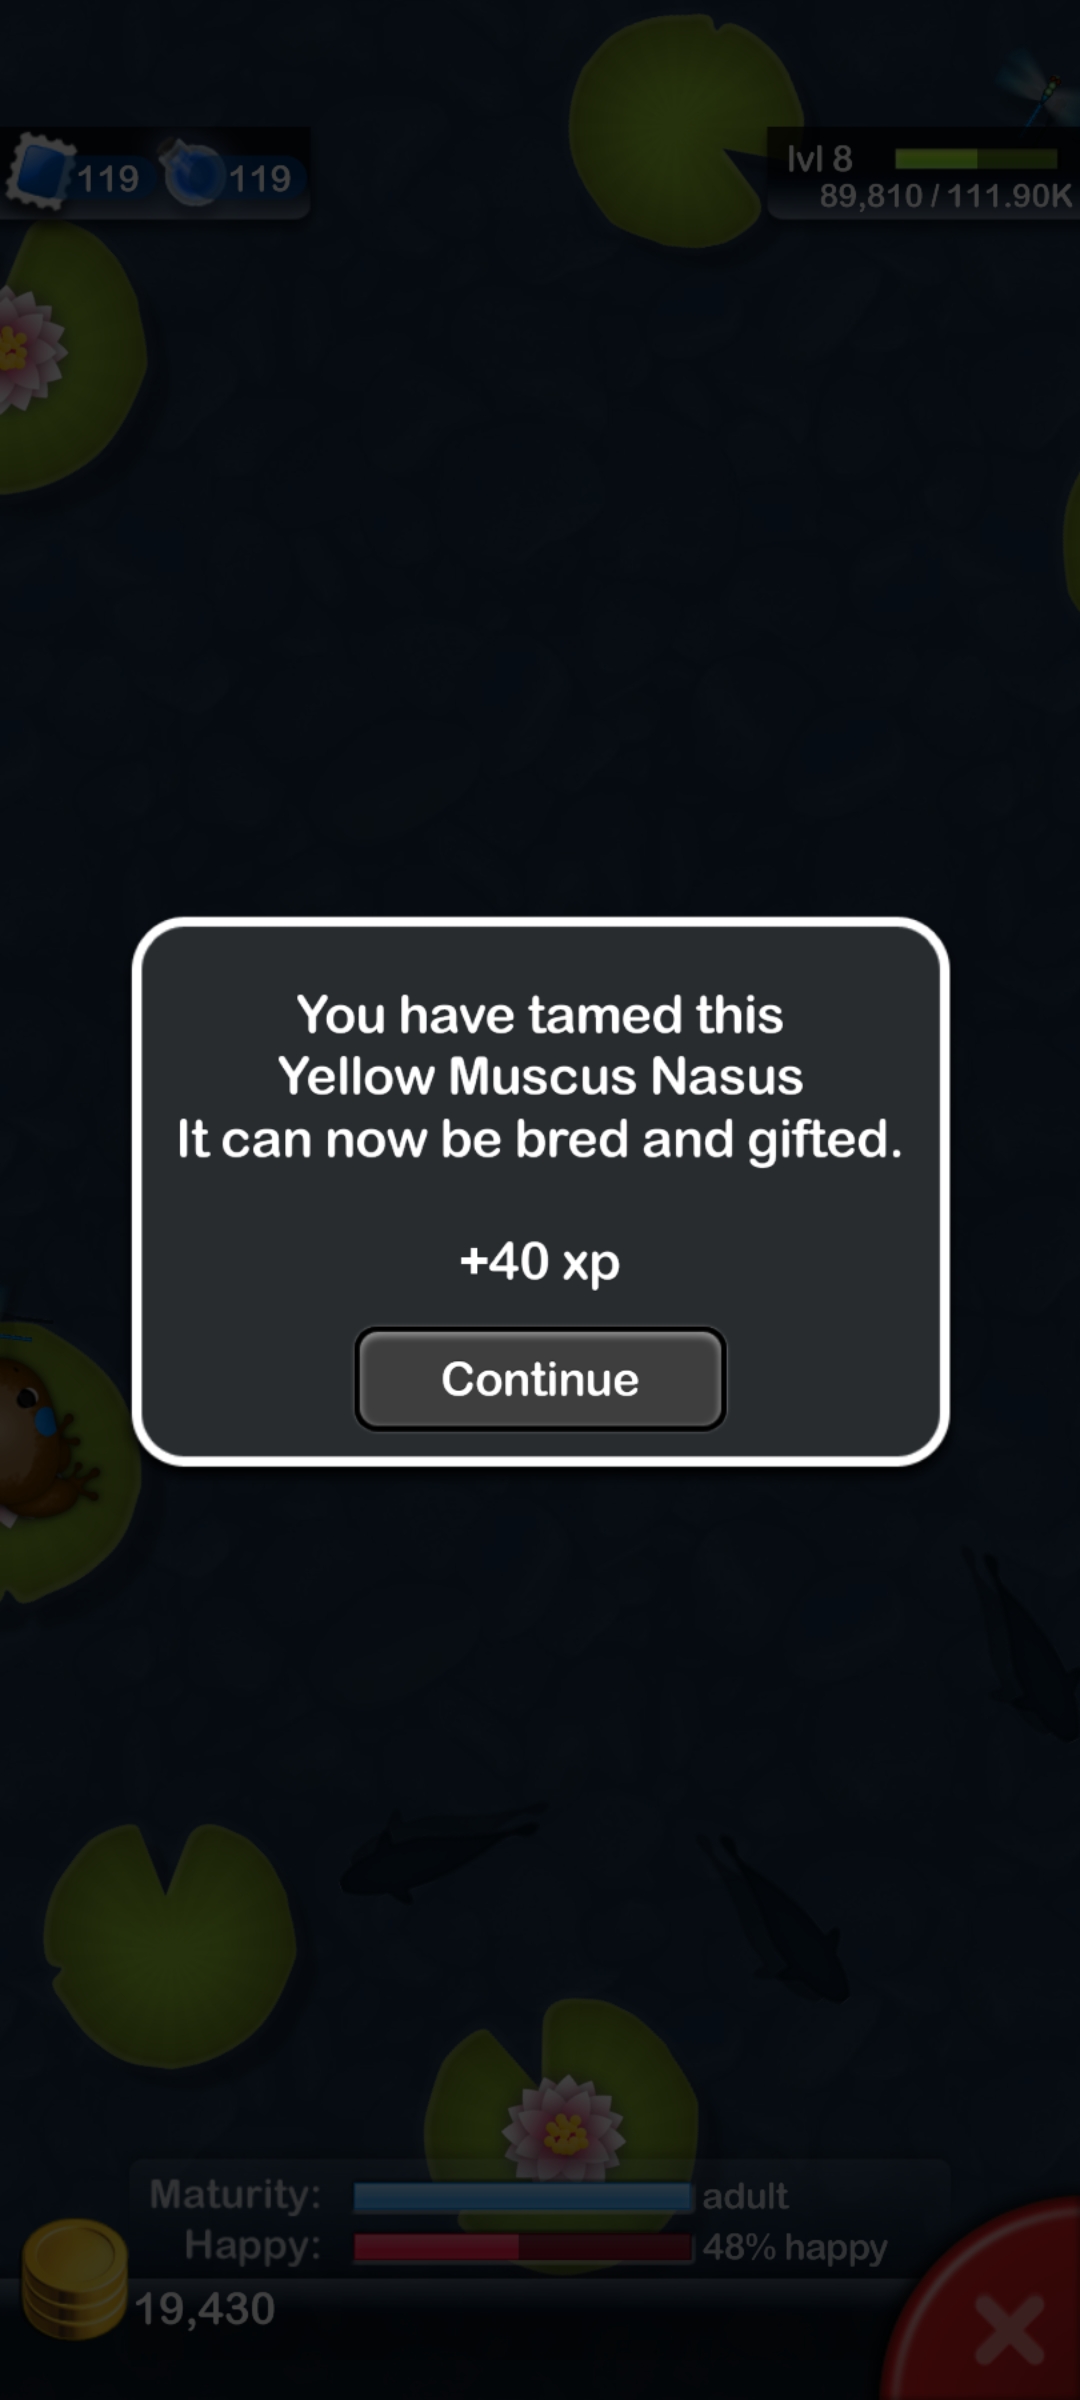 119
119
lvl 8
89,810 / 111.90K
You have tamed this
Yellow Muscus Nasus
It can now be bred and gifted.
+40 xp
Continue
Maturity: adult
Happy: 48% happy
19,430